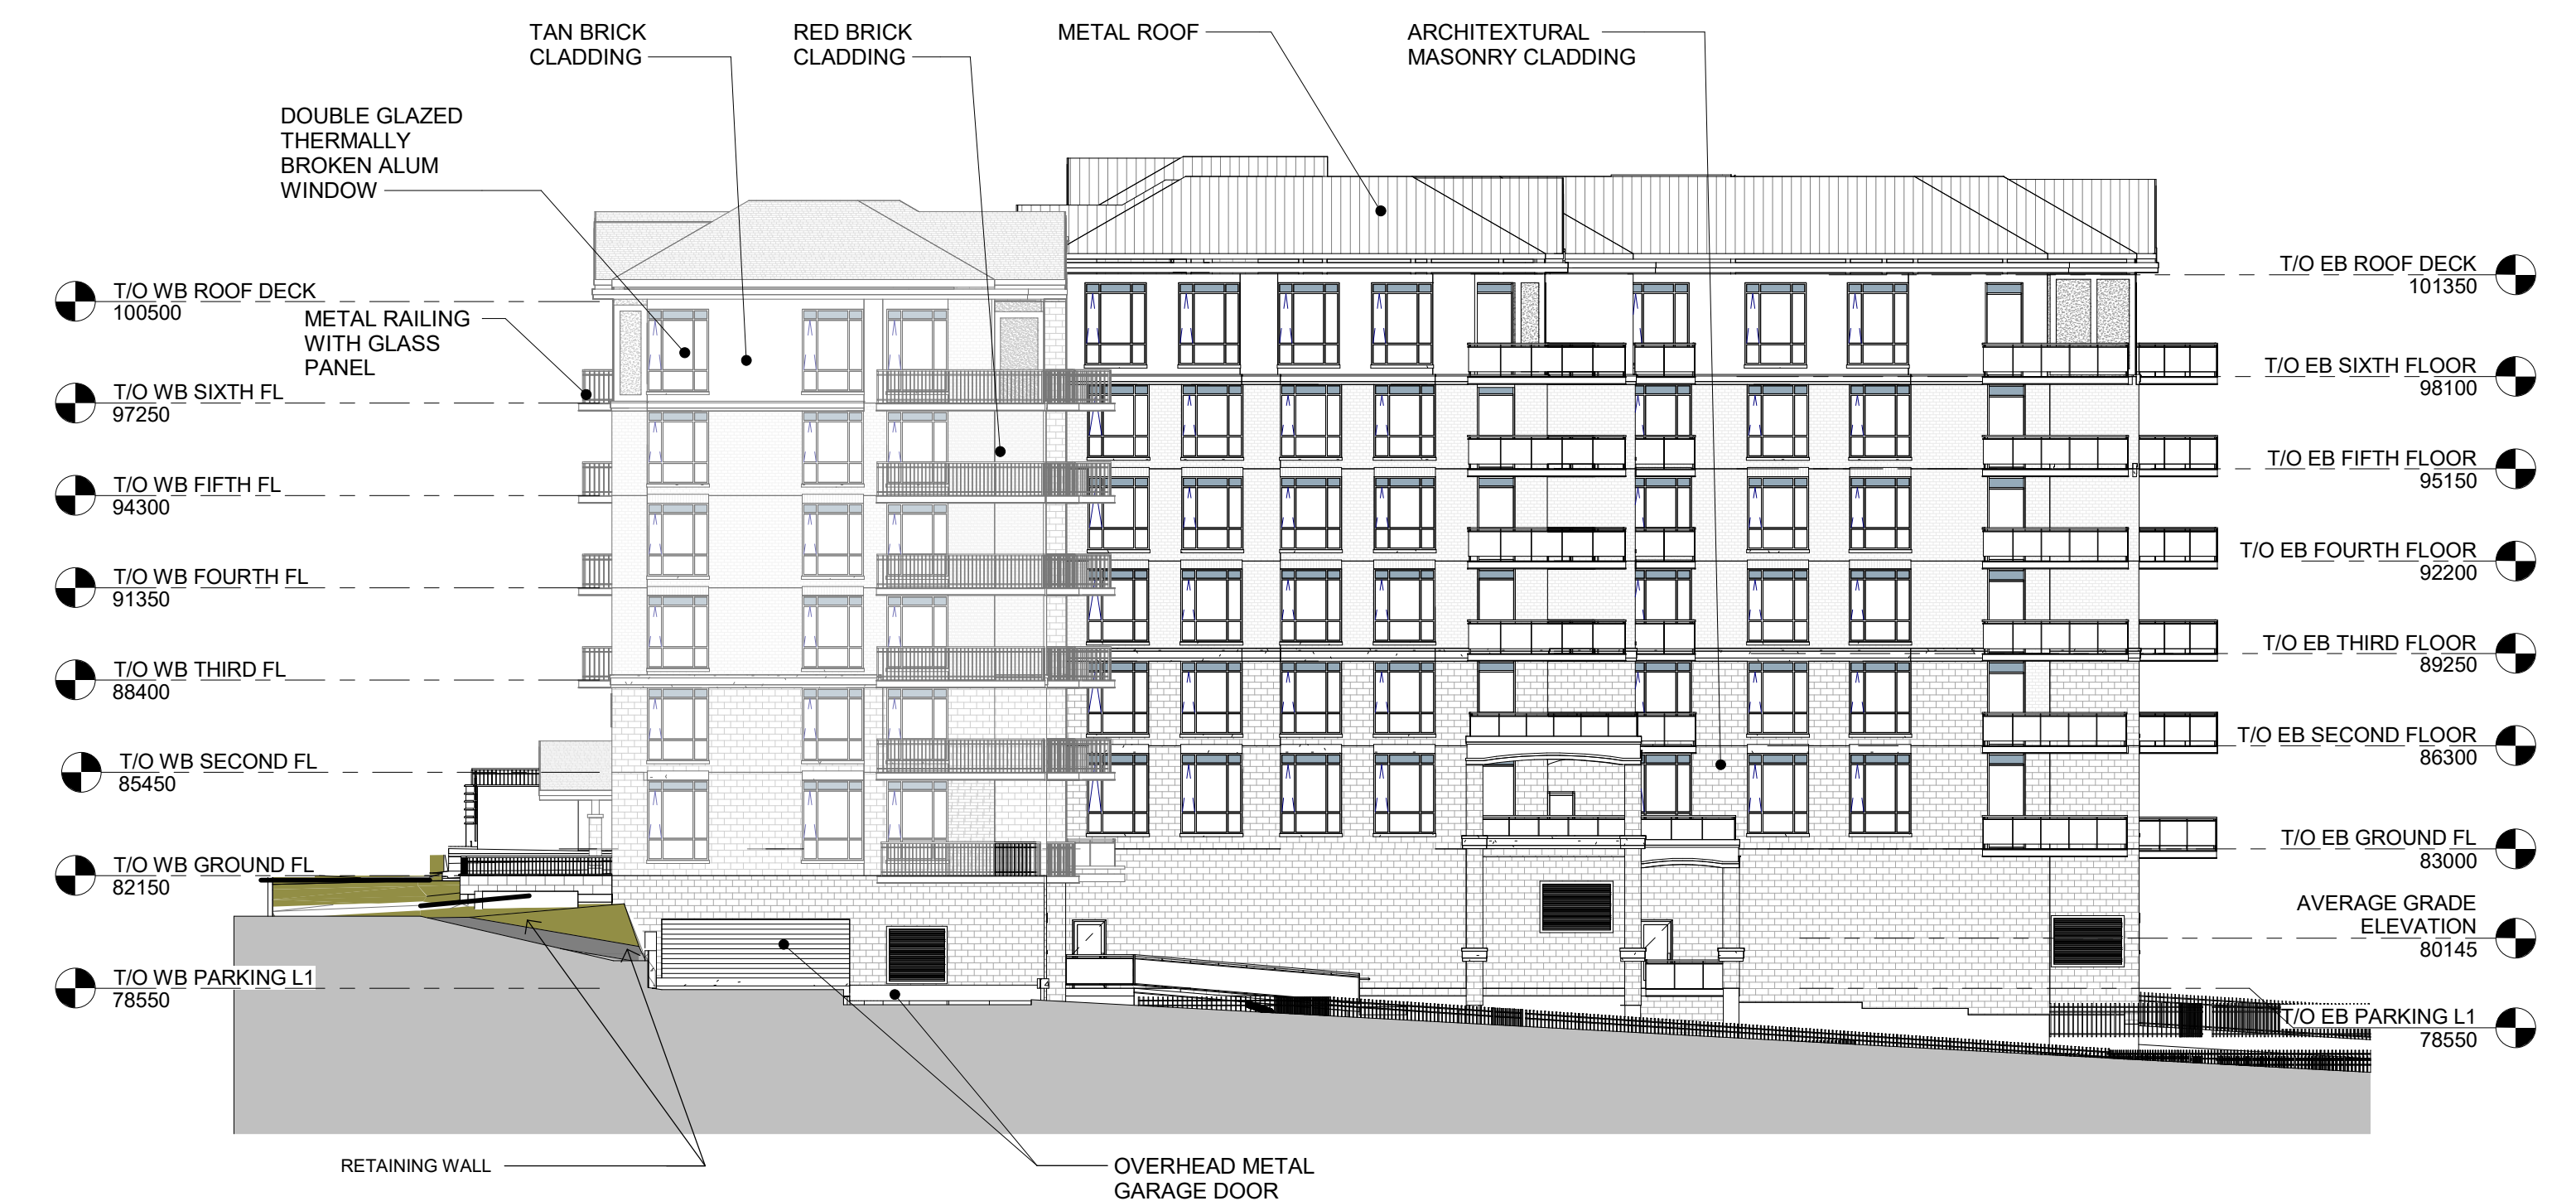 TAN BRICK
CLADDING
RED BRICK
CLADDING
METAL ROOF
ARCHITEXTURAL
MASONRY CLADDING
DOUBLE GLAZED
THERMALLY
BROKEN ALUM
WINDOW
T/O WB ROOF DECK
100500
METAL RAILING
WITH GLASS
PANEL
T/O WB SIXTH FL
97250
T/O WB FIFTH FL
94300
T/O WB FOURTH FL
91350
T/O WB THIRD FL
88400
T/O WB SECOND FL
85450
T/O WB GROUND FL
82150
T/O WB PARKING L1
78550
T/O EB ROOF DECK
101350
T/O EB SIXTH FLOOR
98100
T/O EB FIFTH FLOOR
95150
T/O EB FOURTH FLOOR
92200
T/O EB THIRD FLOOR
89250
T/O EB SECOND FLOOR
86300
T/O EB GROUND FL
83000
AVERAGE GRADE
ELEVATION
80145
T/O EB PARKING L1
78550
RETAINING WALL
OVERHEAD METAL
GARAGE DOOR